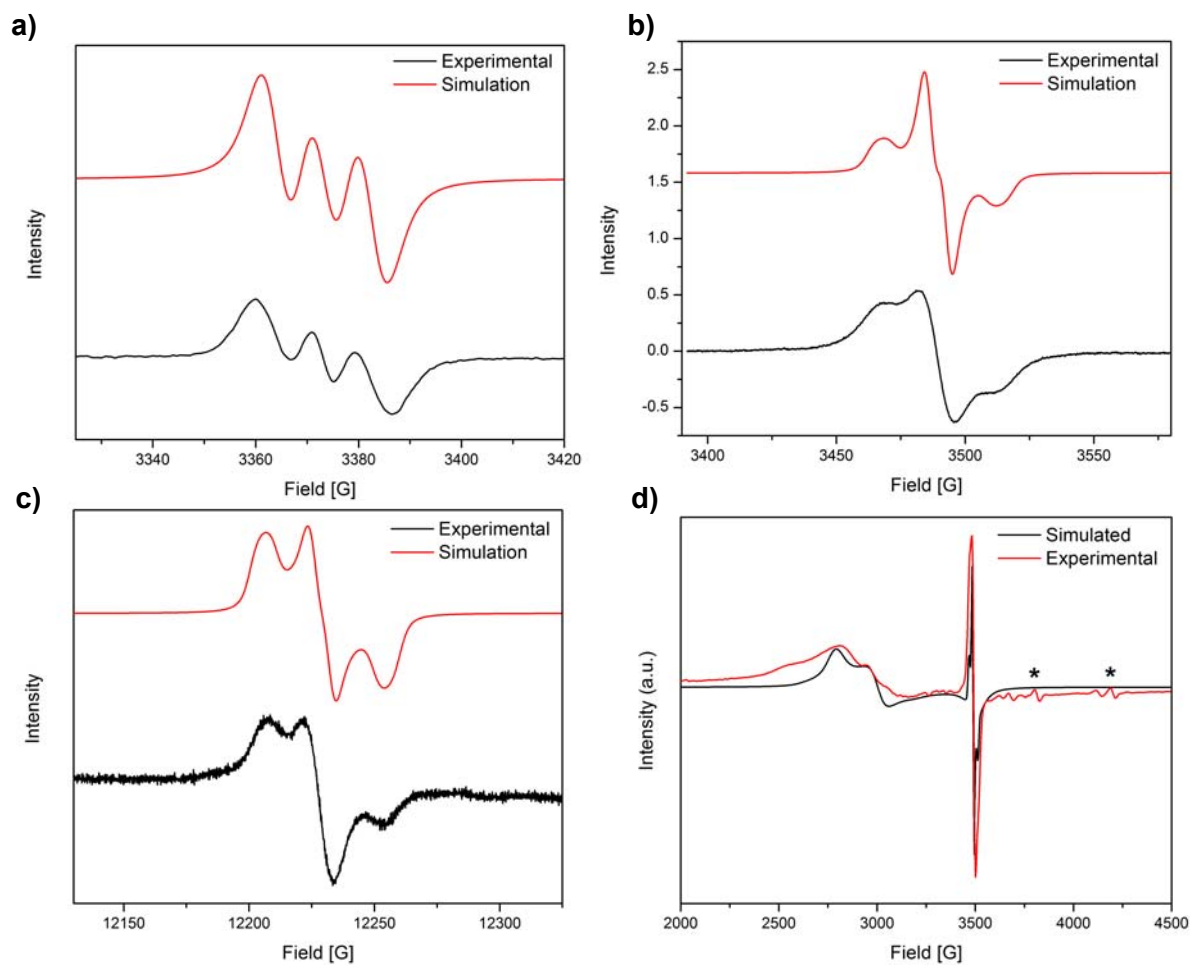 a)
Experimental
Simulation
Intensity
3340 3360 3380 3400 3420
Field [G]
b)
Experimental
Simulation
2.5
2.0
1.5
1.0
0.5
0.0
-0.5
Intensity
3400 3450 3500 3550
Field [G]
c)
Experimental
Simulation
Intensity
12150 12200 12250 12300
Field [G]
d)
Simulated
Experimental
* *
Intensity (a.u.)
2000 2500 3000 3500 4000 4500
Field [G]